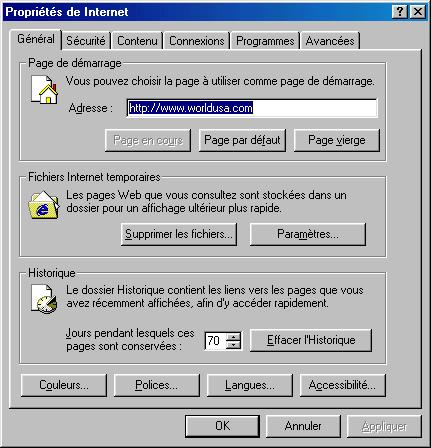 Propriétés de Internet
Général Sécurité Contenu Connexions Programmes Avancées
Page de démarrage
Vous pouvez choisir la page à utiliser comme page de démarrage.
Adresse : http://www.worldusa.com
Page en cours Page par défaut Page vierge
Fichiers Internet temporaires
Les pages Web que vous consultez sont stockées dans un
dossier pour un affichage ultérieur plus rapide.
Supprimer les fichiers... Paramètres...
Historique
Le dossier Historique contient les liens vers les pages que vous
avez récemment affichées, afin d'y accéder rapidement.
Jours pendant lesquels ces
pages sont conservées : 70 Effacer l'Historique
Couleurs... Polices... Langues... Accessibilité...
OK Annuler Appliquer